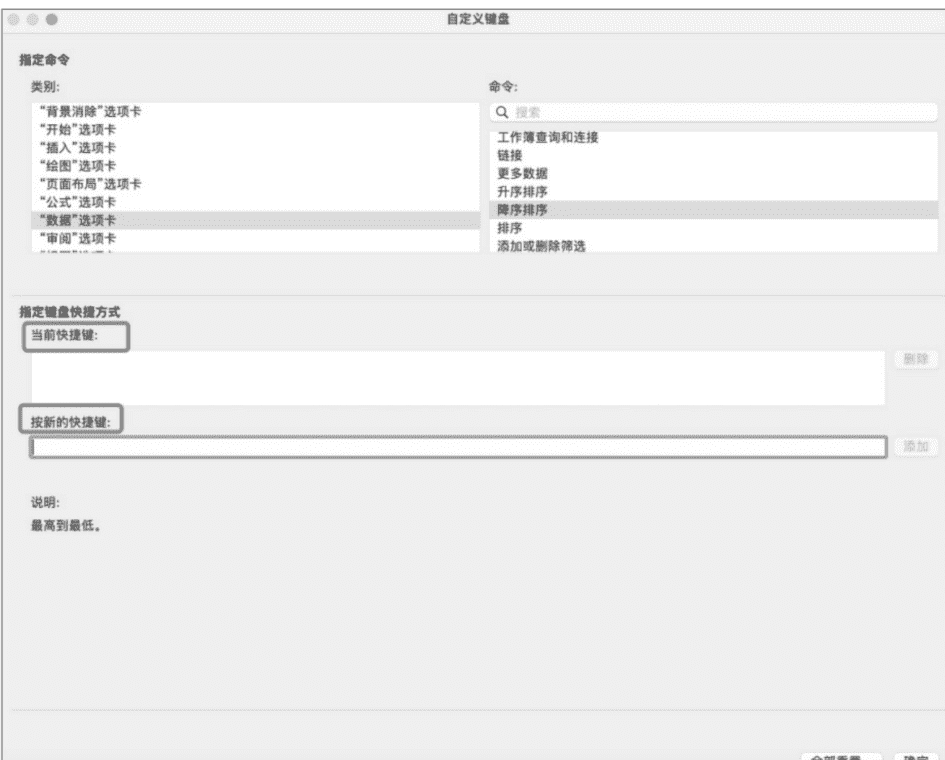 自定义键盘
指定命令
类别:
命令:
“背景消除”选项卡
“开始”选项卡
“插入”选项卡
“绘图”选项卡
“页面布局”选项卡
“公式”选项卡
“数据”选项卡
“审阅”选项卡
搜索
工作簿查询和连接
链接
更多数据
升序排序
降序排序
排序
添加或删除筛选
指定键盘快捷方式
当前快捷键:
删除
按新的快捷键:
添加
说明:
最高到最低。
全部重置...
确定